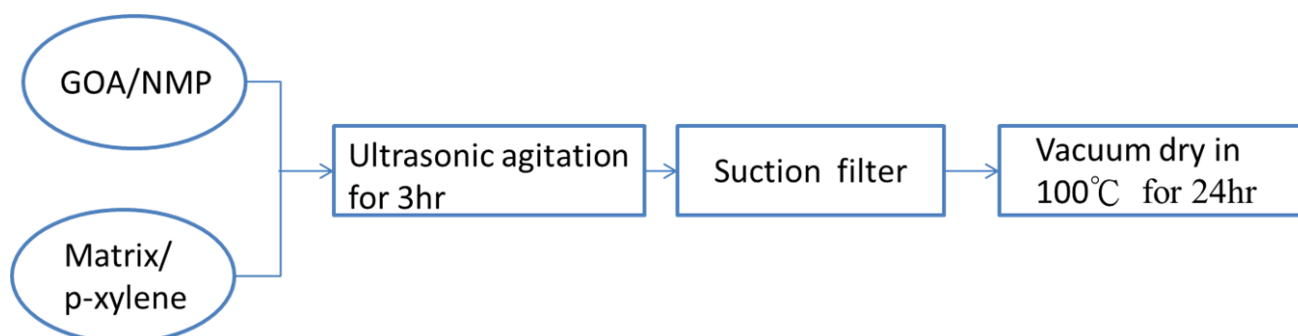 GOA/NMP
Matrix/
p-xylene
Ultrasonic agitation
for 3hr
Suction filter
Vacuum dry in
100℃ for 24hr